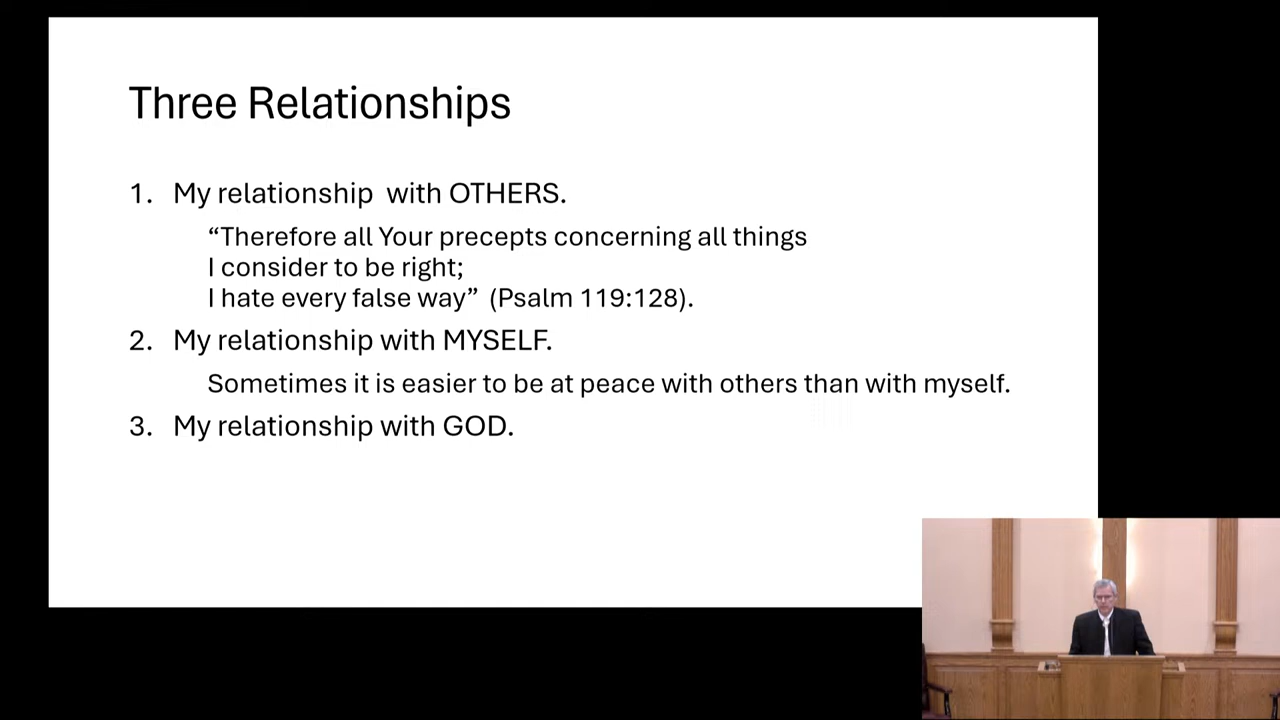 Three Relationships
1. My relationship  with OTHERS.
“Therefore all Your precepts concerning all things
I consider to be right;
I hate every false way”  (Psalm 119:128).
2. My relationship with MYSELF.
Sometimes it is easier to be at peace with others than with myself.
3. My relationship with GOD.